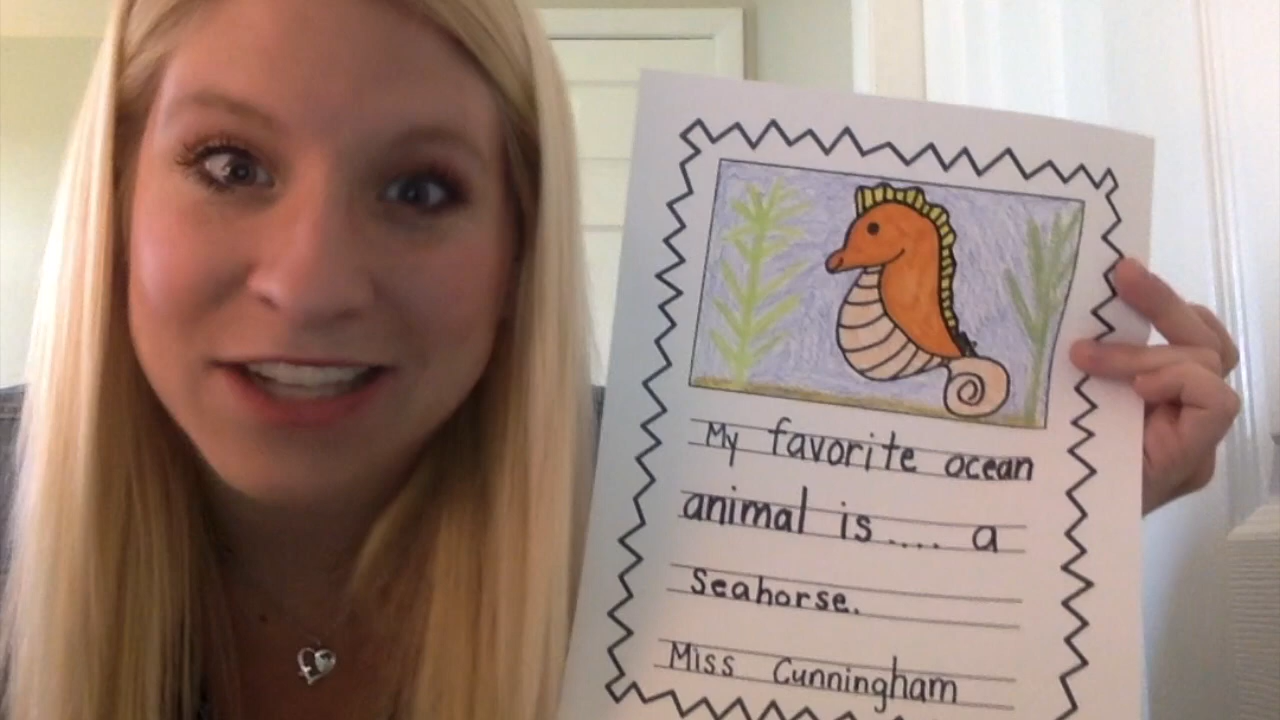 My favorite ocean
animal is.... a
seahorse.
Miss Cunningham